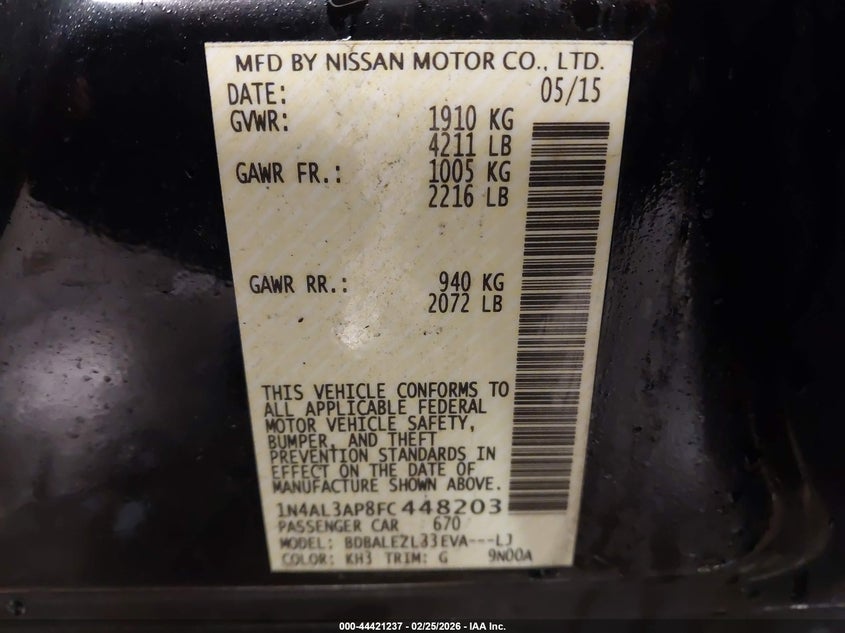 MFD BY NISSAN MOTOR CO., LTD.
DATE: 05/15
GVWR: 1910 KG
4211 LB
GAWR FR.: 1005 KG
2216 LB
GAWR RR.: 940 KG
2072 LB
THIS VEHICLE CONFORMS TO
ALL APPLICABLE FEDERAL
MOTOR VEHICLE SAFETY,
BUMPER, AND THEFT
PREVENTION STANDARDS IN
EFFECT ON THE DATE OF
MANUFACTURE SHOWN ABOVE.
1N4AL3AP8FC448203
PASSENGER CAR 670
MODEL: BDBALEZL33EVA---LJ
COLOR: KH3 TRIM: G 9N00A
000-44421237 - 02/25/2026 - IAA Inc.